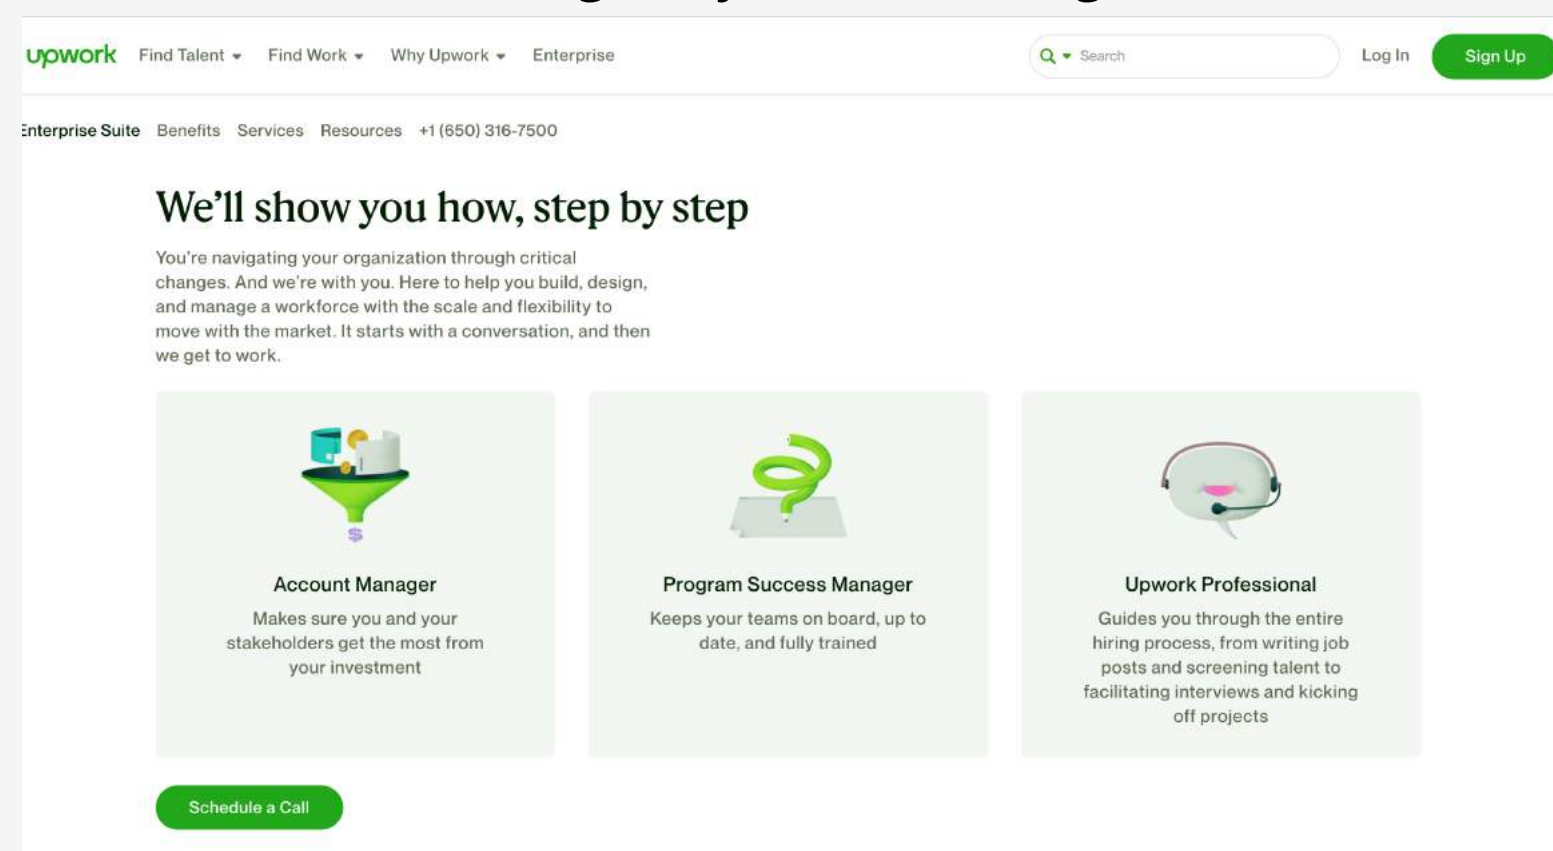 upwork Find Talent Find Work Why Upwork Enterprise Search Log In Sign Up
Enterprise Suite Benefits Services Resources +1 (650) 316-7500
We'll show you how, step by step
You're navigating your organization through critical
changes. And we're with you. Here to help you build, design,
and manage a workforce with the scale and flexibility to
move with the market. It starts with a conversation, and then
we get to work.
$
Account Manager
Makes sure you and your
stakeholders get the most from
your investment
Program Success Manager
Keeps your teams on board, up to
date, and fully trained
Upwork Professional
Guides you through the entire
hiring process, from writing job
posts and screening talent to
facilitating interviews and kicking
off projects
Schedule a Call